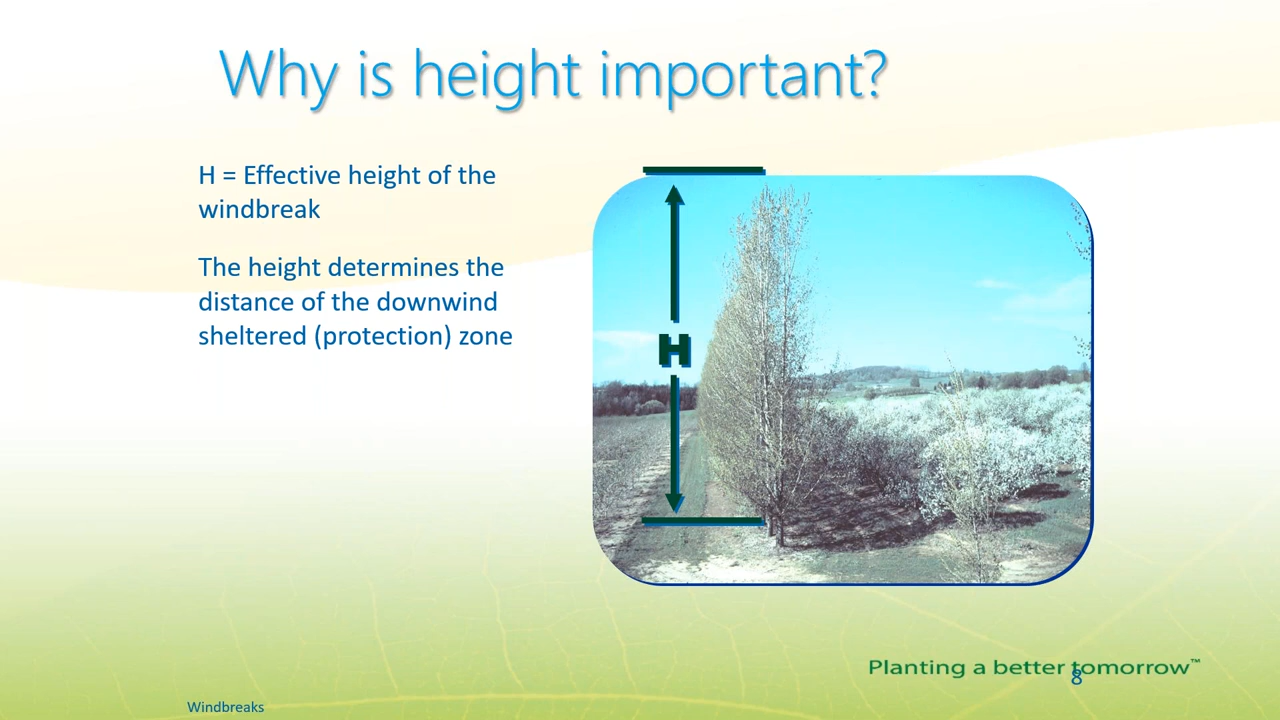 Why is height important?
H = Effective height of the
windbreak
The height determines the
distance of the downwind
sheltered (protection) zone
H
Planting a better tomorrow™
8
Windbreaks